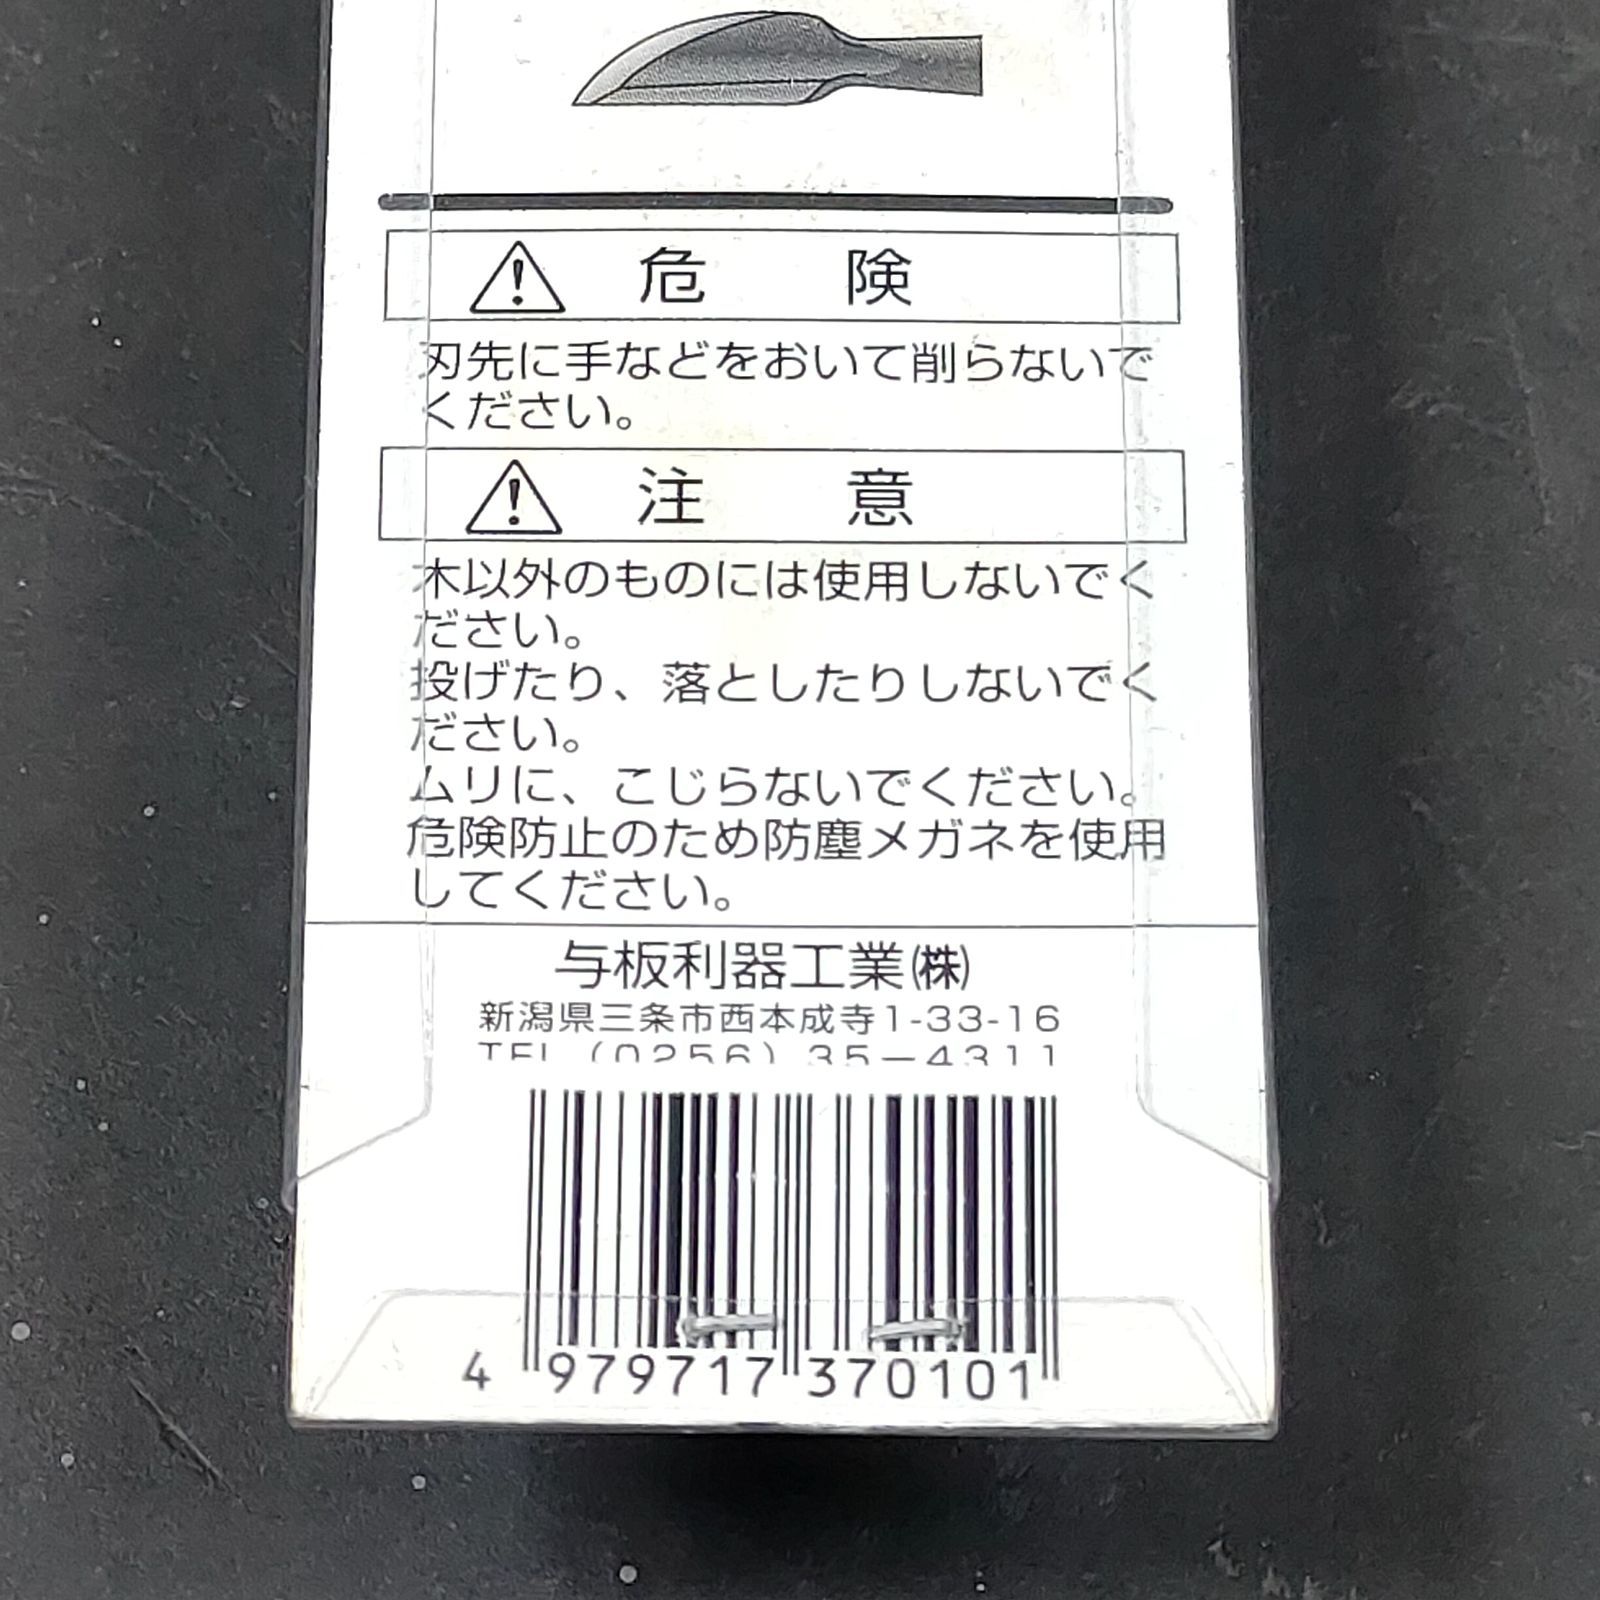 危険
刃先に手などをおいて削らないで
ください。
注意
木以外のものには使用しないでく
ださい。
投げたり、落としたりしないでく
ださい。
ムリに、こじらないでください。
危険防止のため防塵メガネを使用
してください。
与板利器工業㈱
新潟県三条市西本成寺1-33-16
TEL(0256)35－4311
4 979717 370101